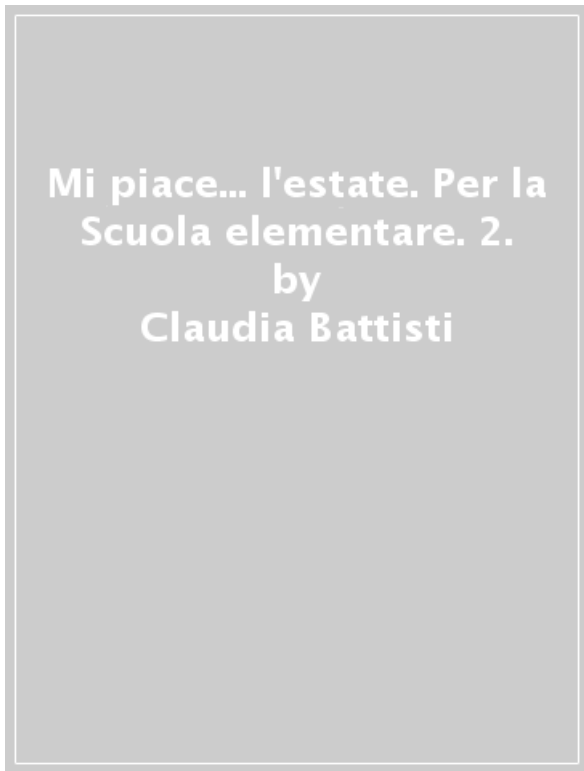 Mi piace... l'estate. Per la
Scuola elementare. 2.
by
Claudia Battisti